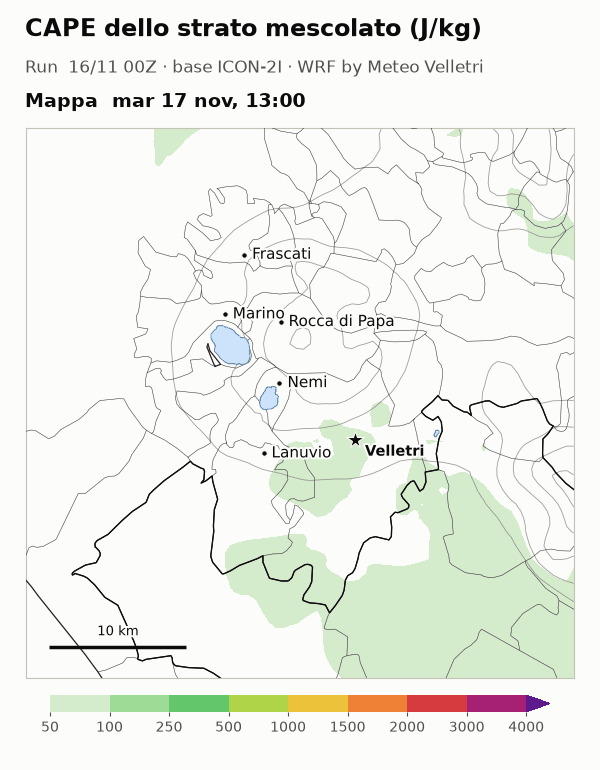 CAPE dello strato mescolato (J/kg)
Run 16/11 00Z · base ICON-2I · WRF by Meteo Velletri
Mappa mar 17 nov, 13:00
Frascati
Marino
Rocca di Papa
Nemi
Velletri
Lanuvio
10 km
50 100 250 500 1000 1500 2000 3000 4000